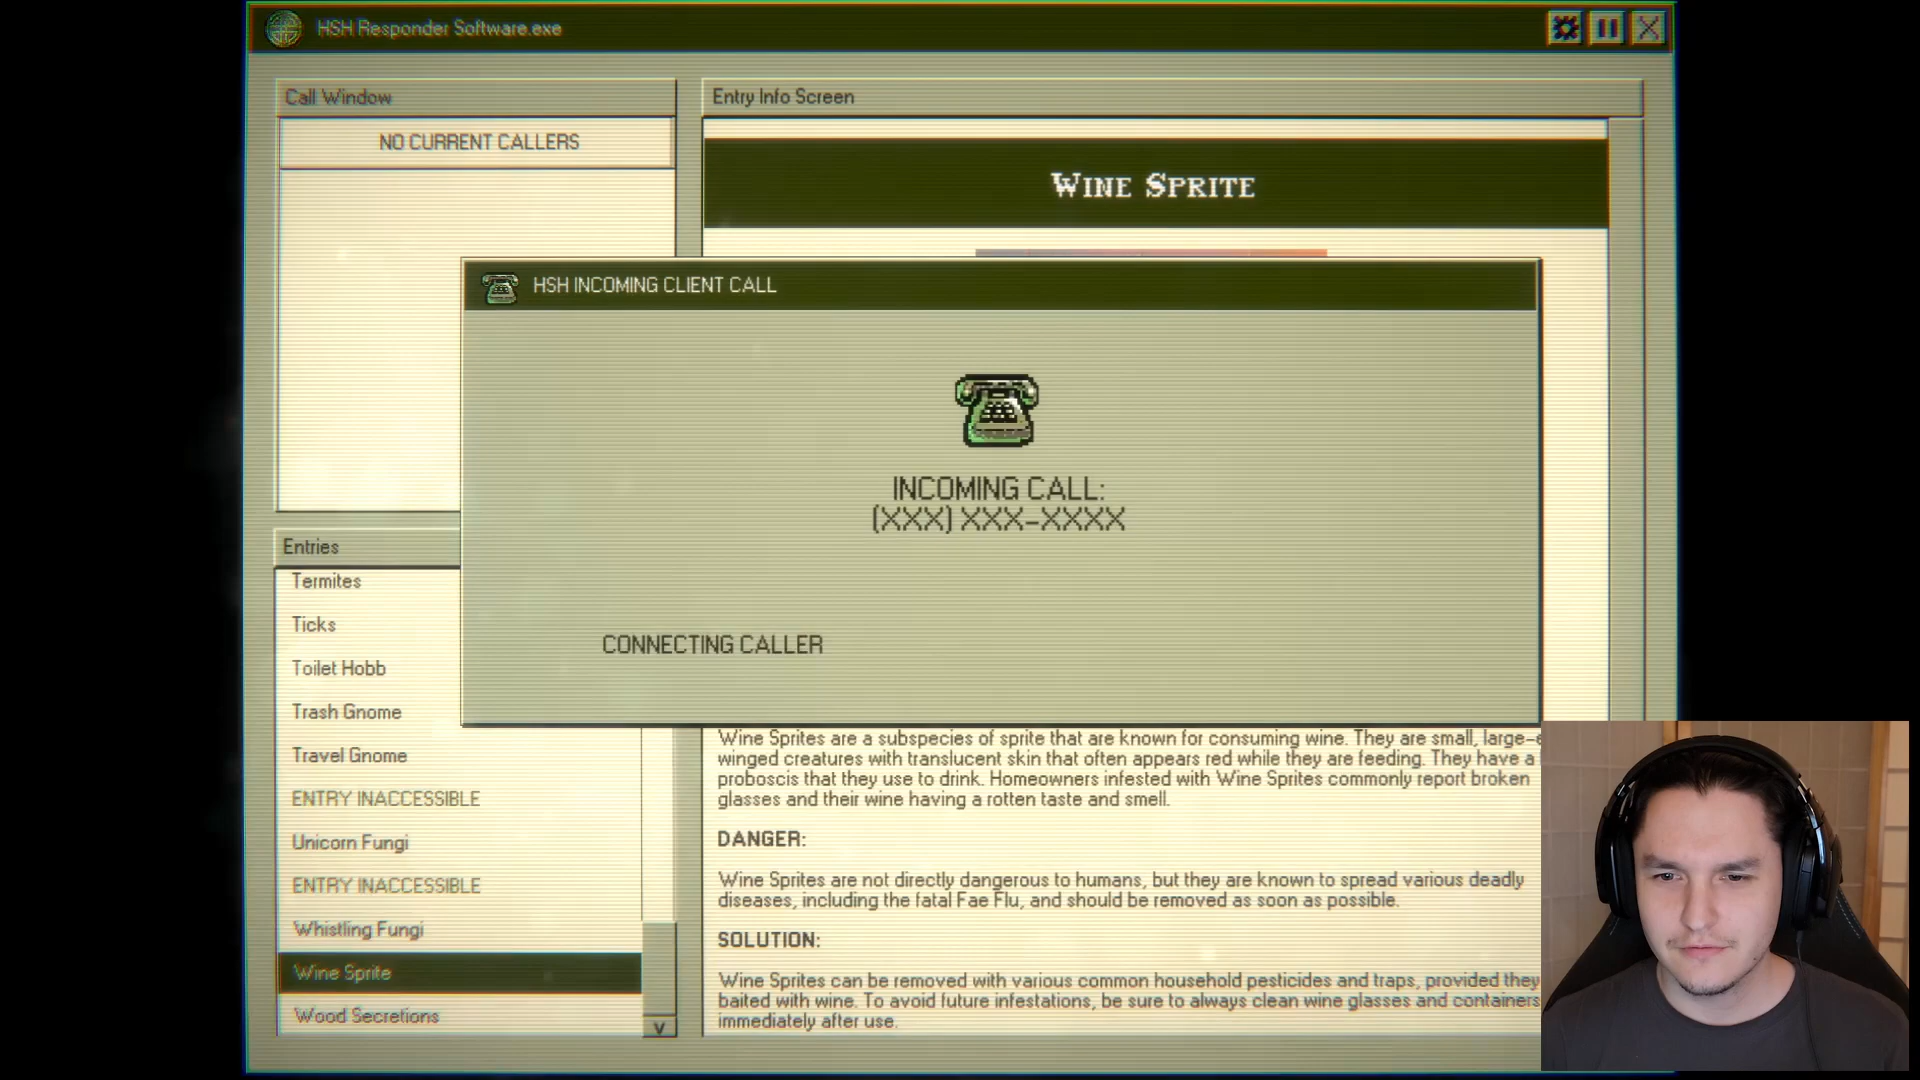 HSH Responder Software.exe
Call Window
NO CURRENT CALLERS
Entry Info Screen
WINE SPRITE
HSH INCOMING CLIENT CALL
INCOMING CALL:
(XXX) XXX-XXXX
CONNECTING CALLER
Entries
Termites
Ticks
Toilet Hobb
Trash Gnome
Travel Gnome
ENTRY INACCESSIBLE
Unicorn Fungi
ENTRY INACCESSIBLE
Whistling Fungi
Wine Sprite
Wood Secretions
V
Wine Sprites are a subspecies of sprite that are known for consuming wine. They are small, large-
winged creatures with translucent skin that often appears red while they are feeding. They have a
proboscis that they use to drink. Homeowners infested with Wine Sprites commonly report broken
glasses and their wine having a rotten taste and smell.
DANGER:
Wine Sprites are not directly dangerous to humans, but they are known to spread various deadly
diseases, including the fatal Fae Flu, and should be removed as soon as possible.
SOLUTION:
Wine Sprites can be removed with various common household pesticides and traps, provided they
baited with wine. To avoid future infestations, be sure to always clean wine glasses and containers
immediately after use.